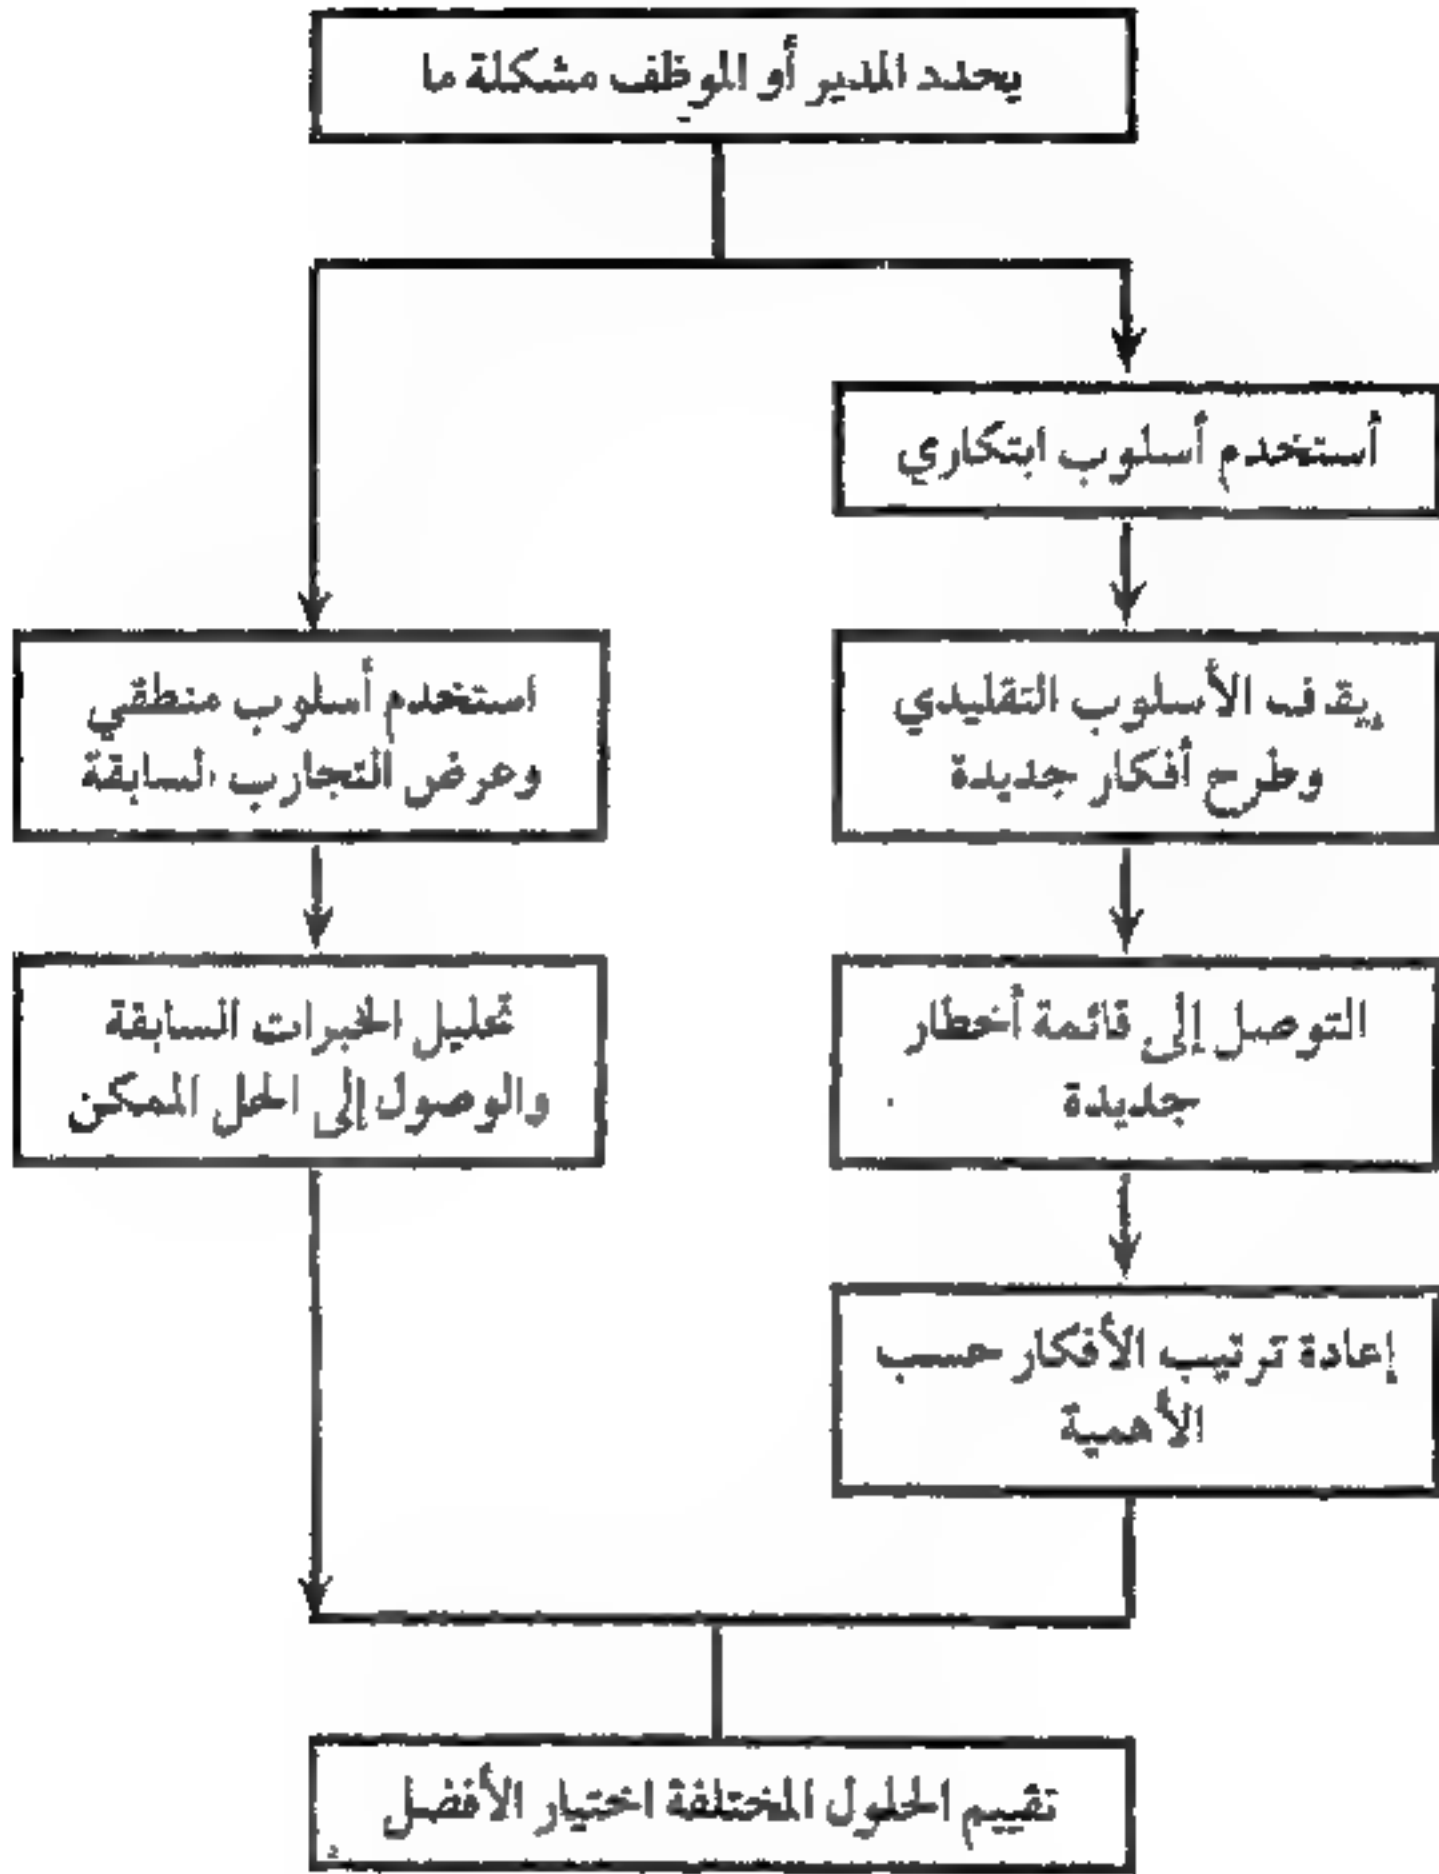 يحدد المدير أو الموظف مشكلة ما
أستخدم أسلوب ابتكاري
الأسلوب التقليدي
وطرح أفكار جديدة
التوصل إلى قائمة أخطار
جديدة
إعادة ترتيب الأفكار حسب
الأهمية
استخدم أسلوب منطقي
وعرض التجارب السابقة
تحليل الخبرات السابقة
والوصول إلى الحل الممكن
تقييم الحلول المختلفة اختيار الأفضل